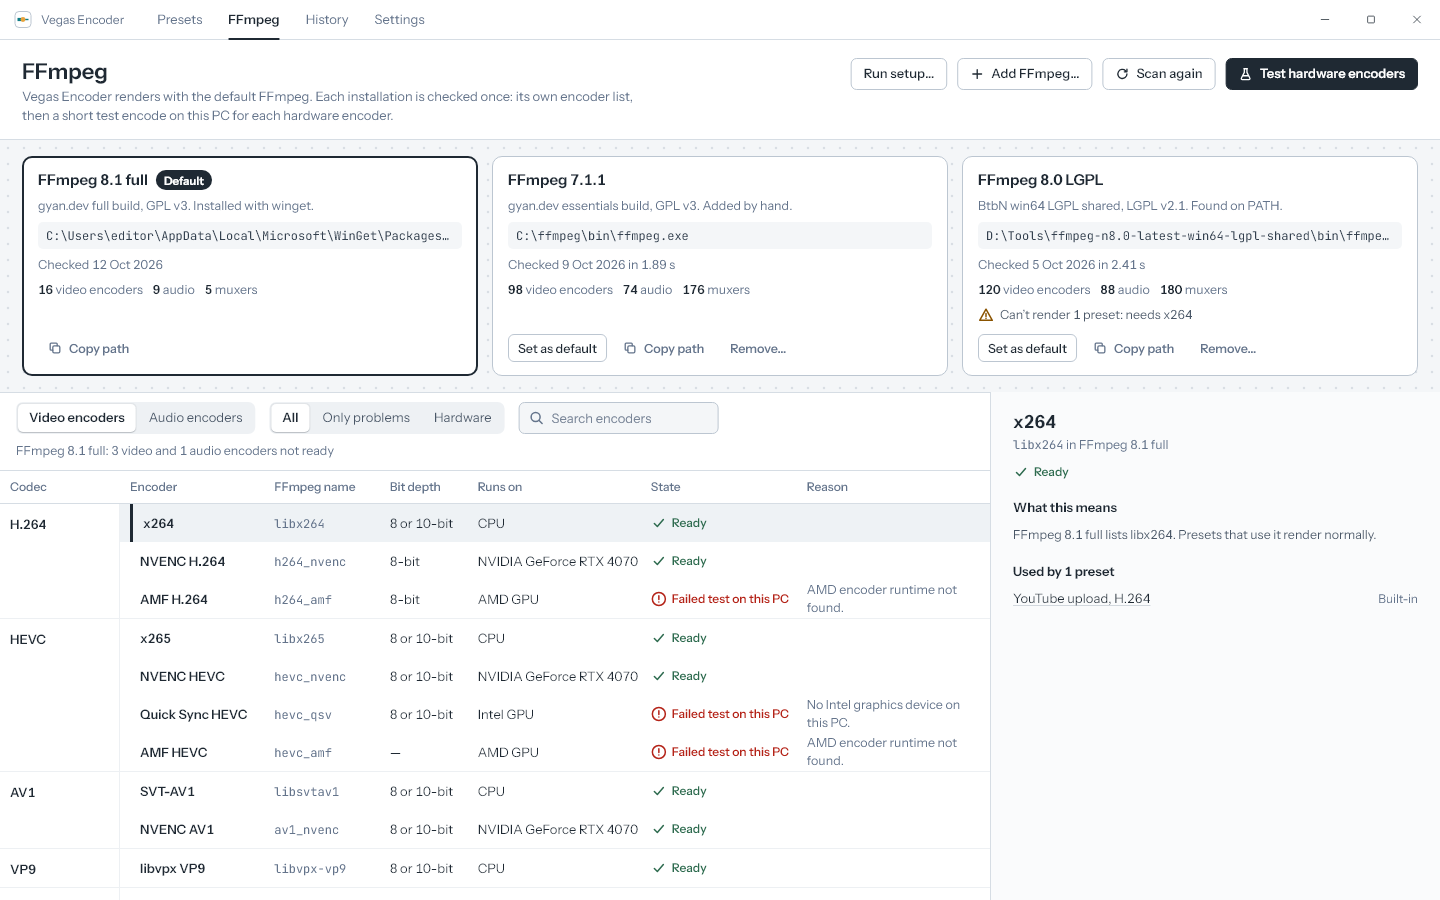 Vegas Encoder
Presets
FFmpeg
History
Settings
FFmpeg
Vegas Encoder renders with the default FFmpeg. Each installation is checked once: its own encoder list,
then a short test encode on this PC for each hardware encoder.
Run setup...
Add FFmpeg...
Scan again
Test hardware encoders
FFmpeg 8.1 full Default
gyan.dev full build, GPL v3. Installed with winget.
C:\Users\editor\AppData\Local\Microsoft\WinGet\Packages…
Checked 12 Oct 2026
16 video encoders 9 audio 5 muxers
Copy path
FFmpeg 7.1.1
gyan.dev essentials build, GPL v3. Added by hand.
C:\ffmpeg\bin\ffmpeg.exe
Checked 9 Oct 2026 in 1.89 s
98 video encoders 74 audio 176 muxers
Set as default Copy path Remove...
FFmpeg 8.0 LGPL
BtbN win64 LGPL shared, LGPL v2.1. Found on PATH.
D:\Tools\ffmpeg-n8.0-latest-win64-lgpl-shared\bin\ffmpe…
Checked 5 Oct 2026 in 2.41 s
120 video encoders 88 audio 180 muxers
Can't render 1 preset: needs x264
Set as default Copy path Remove...
Video encoders Audio encoders All Only problems Hardware Search encoders
FFmpeg 8.1 full: 3 video and 1 audio encoders not ready
Codec Encoder FFmpeg name Bit depth Runs on State Reason
H.264 x264 libx264 8 or 10-bit CPU Ready
NVENC H.264 h264_nvenc 8-bit NVIDIA GeForce RTX 4070 Ready
AMF H.264 h264_amf 8-bit AMD GPU Failed test on this PC AMD encoder runtime not
found.
HEVC x265 libx265 8 or 10-bit CPU Ready
NVENC HEVC hevc_nvenc 8 or 10-bit NVIDIA GeForce RTX 4070 Ready
Quick Sync HEVC hevc_qsv 8 or 10-bit Intel GPU Failed test on this PC No Intel graphics device on
this PC.
AMF HEVC hevc_amf — AMD GPU Failed test on this PC AMD encoder runtime not
found.
AV1 SVT-AV1 libsvtav1 8 or 10-bit CPU Ready
NVENC AV1 av1_nvenc 8 or 10-bit NVIDIA GeForce RTX 4070 Ready
VP9 libvpx VP9 libvpx-vp9 8 or 10-bit CPU Ready
x264
libx264 in FFmpeg 8.1 full
Ready
What this means
FFmpeg 8.1 full lists libx264. Presets that use it render normally.
Used by 1 preset
YouTube upload, H.264 Built-in